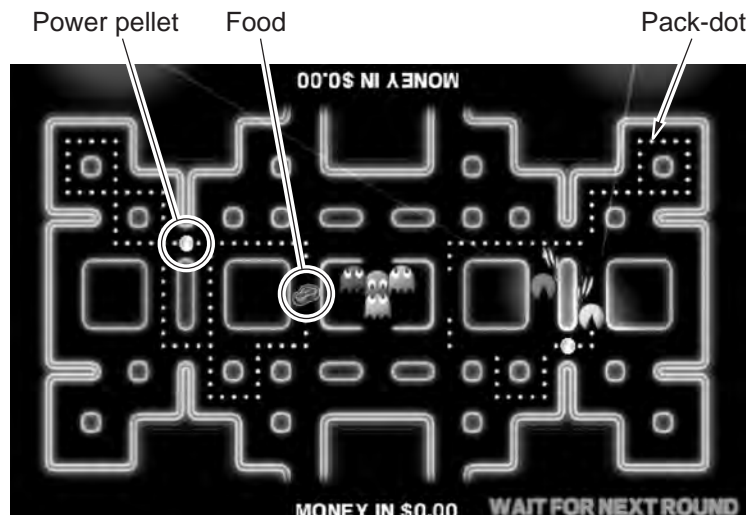 Power pellet Food Pack-dot
MONEY IN $0.00
MONEY IN $0.00 WAIT FOR NEXT ROUND